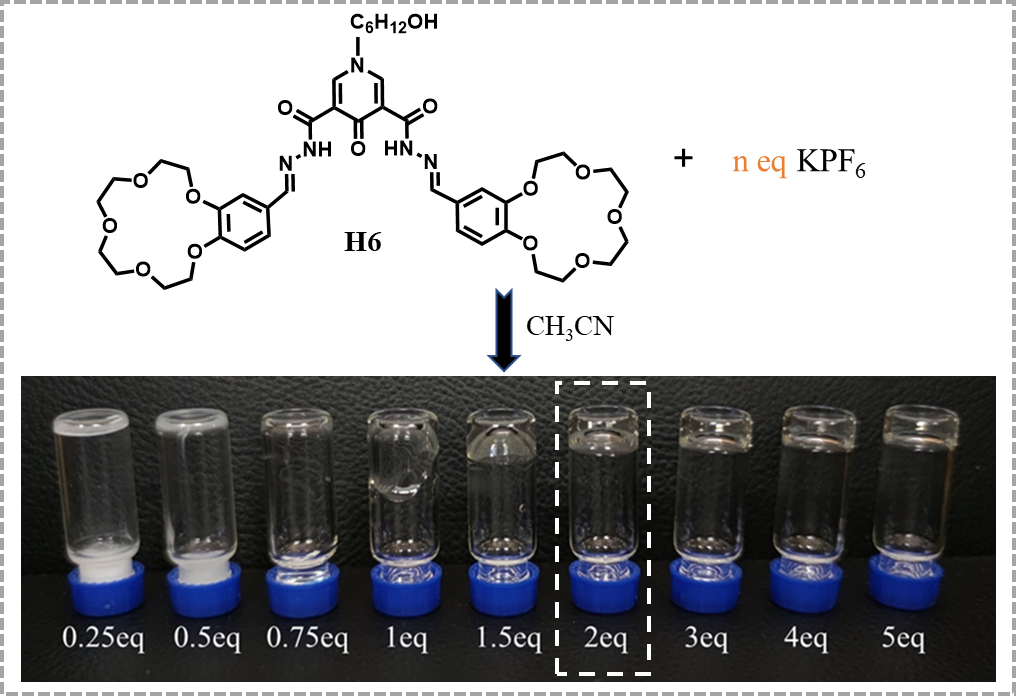 C₆H₁₂OH
N
O
O
O
NH
HN
N
N
O
O
O
O
O
O
O
O
O
O
H6
+ n eq KPF₆
CH₃CN
0.25eq 0.5eq 0.75eq 1eq 1.5eq 2eq 3eq 4eq 5eq